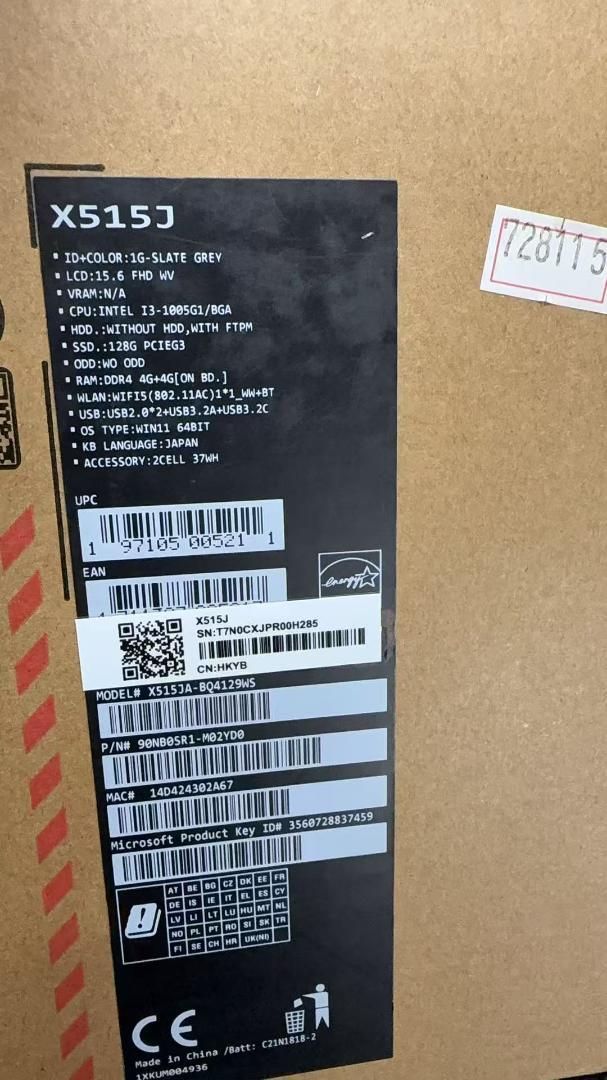 X515J
728115
• ID+COLOR:1G-SLATE GREY
• LCD:15.6 FHD WV
• VRAM:N/A
• CPU:INTEL I3-1005G1/BGA
• HDD.:WITHOUT HDD,WITH FTPM
• SSD.:128G PCIEG3
• ODD:WO ODD
• RAM:DDR4 4G+4G[ON BD.]
• WLAN:WIFI5(802.11AC)1*1_WW+BT
• USB:USB2.0*2+USB3.2A+USB3.2C
• OS TYPE:WIN11 64BIT
• KB LANGUAGE:JAPAN
• ACCESSORY:2CELL 37WH
UPC
1 97105 00521 1
EAN
energy
X515J
SN:T7N0CXJPR00H285
CN:HKYB
MODEL# X515JA-BQ4129WS
P/N# 90NB0SR1-M02YD0
MAC# 14D424302A67
Microsoft Product Key ID# 3560728837459
AT BE BG CZ DK EE FR
DE IS IE IT EL ES CY
LV LI LT LU HU MT NL
NO PL PT RO SI SK TR
FI SE CH HR UK(NI)
CE
Made in China /Batt: C21N1818-2
1XKUM004936